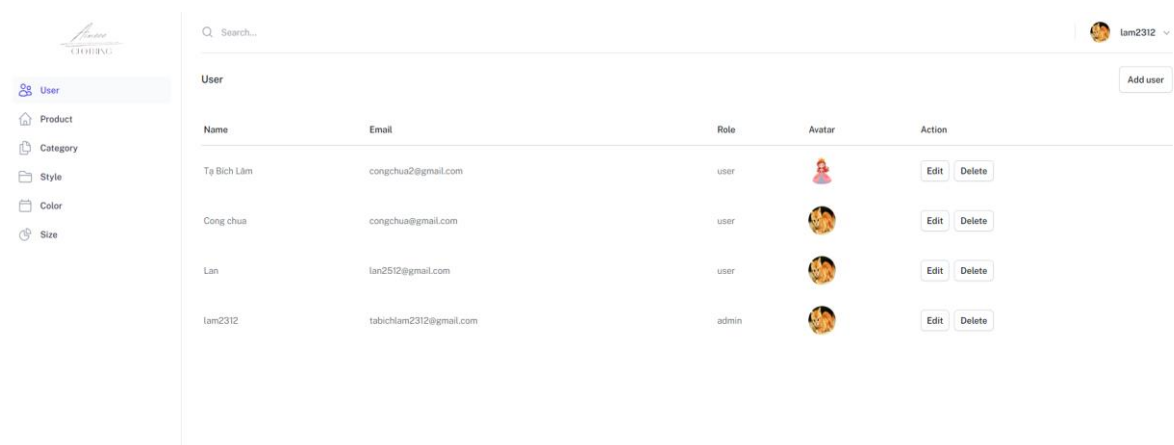 CLOTHING
Search...
lam2312
User
Product
Category
Style
Color
Size
User
Add user
Name Email Role Avatar Action
Tạ Bích Lâm congchua2@gmail.com user Edit Delete
Cong chua congchua@gmail.com user Edit Delete
Lan lan2512@gmail.com user Edit Delete
lam2312 tabichlam2312@gmail.com admin Edit Delete